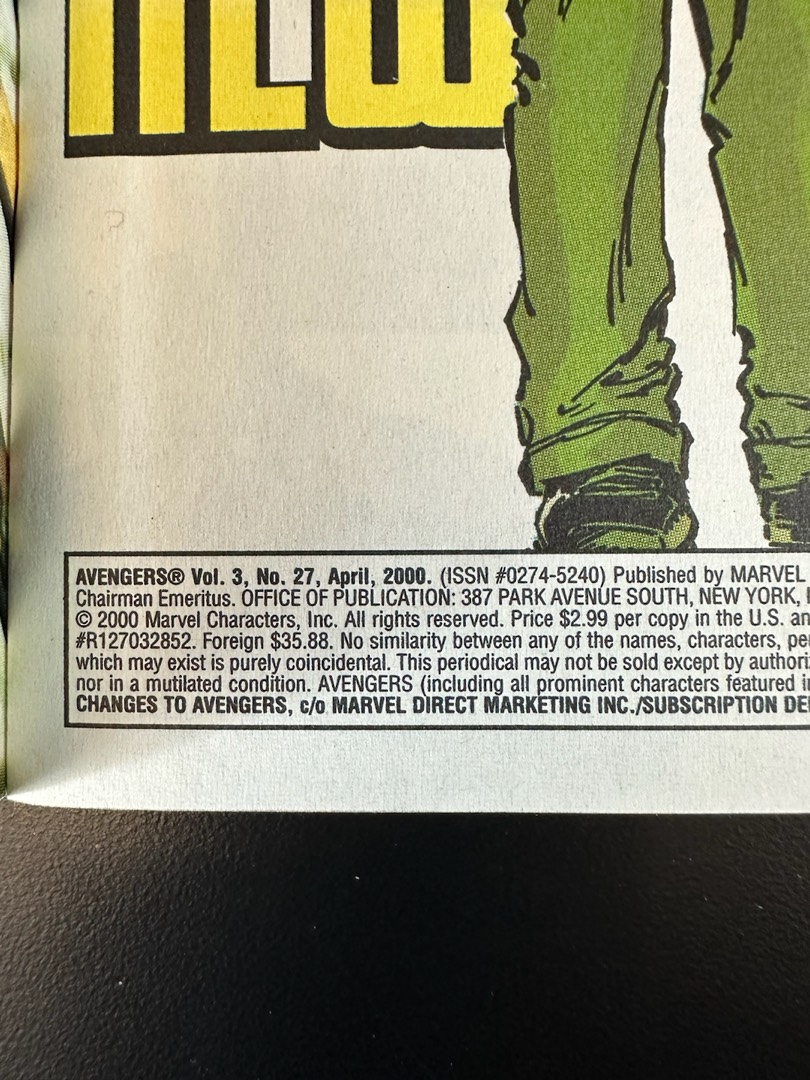 NEW
AVENGERS® Vol. 3, No. 27, April, 2000. (ISSN #0274-5240) Published by MARVEL
Chairman Emeritus. OFFICE OF PUBLICATION: 387 PARK AVENUE SOUTH, NEW YORK,
© 2000 Marvel Characters, Inc. All rights reserved. Price $2.99 per copy in the U.S. an
#R127032852. Foreign $35.88. No similarity between any of the names, characters, pe
which may exist is purely coincidental. This periodical may not be sold except by authori
nor in a mutilated condition. AVENGERS (including all prominent characters featured i
CHANGES TO AVENGERS, c/o MARVEL DIRECT MARKETING INC./SUBSCRIPTION DE